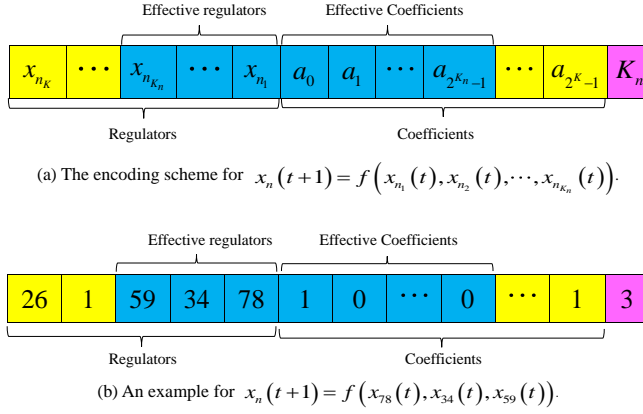 Effective regulators Effective Coefficients
x_{n_K} ⋯ x_{n_{K_n}} ⋯ x_{n_1} a_0 a_1 ⋯ a_{2^{K_n}-1} ⋯ a_{2^K-1} K_n
Regulators Coefficients
(a) The encoding scheme for x_n(t+1) = f(x_{n_1}(t), x_{n_2}(t), ⋯, x_{n_{K_n}}(t)).
Effective regulators Effective Coefficients
26 1 59 34 78 1 0 ⋯ 0 ⋯ 1 3
Regulators Coefficients
(b) An example for x_n(t+1) = f(x_{78}(t), x_{34}(t), x_{59}(t)).